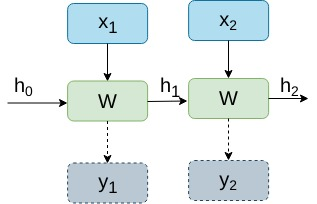 x₁ x₂
h₀ W h₁ W h₂
y₁ y₂